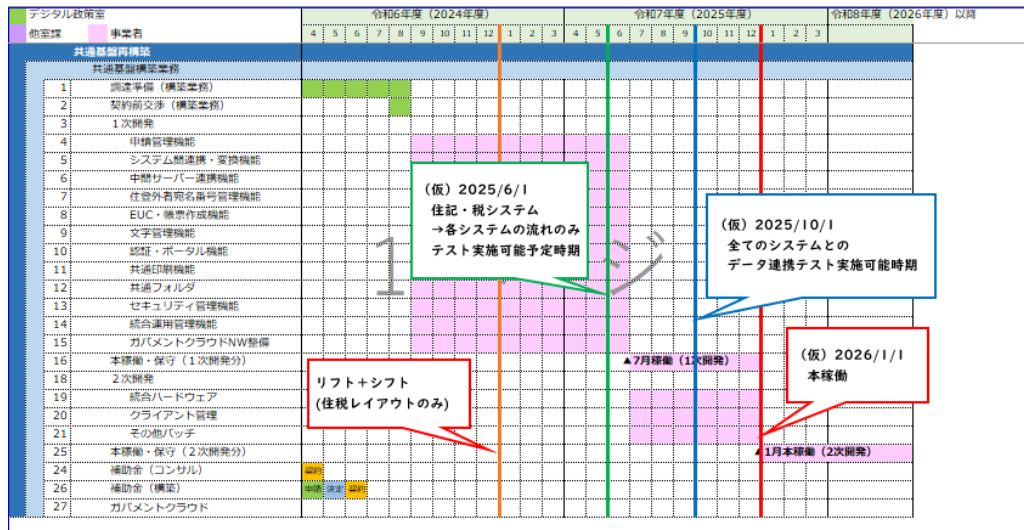 デジタル政策室
令和6年度（2024年度） 令和7年度（2025年度） 令和8年度（2026年度）以降
他室課 事業者 4 5 6 7 8 9 10 11 12 1 2 3 4 5 6 7 8 9 10 11 12 1 2 3
共通基盤再構築
共通基盤構築業務
1 調達準備（構築業務）
2 契約前交渉（構築業務）
3 1次開発
4 申請管理機能
5 システム間連携・変換機能
6 中間サーバー連携機能
7 住登外者宛名番号管理機能
8 EUC・帳票作成機能
9 文字管理機能
10 認証・ポータル機能
11 共通印刷機能
12 共通フォルダ
13 セキュリティ管理機能
14 統合運用管理機能
15 ガバメントクラウドNW整備
16 本稼働・保守（1次開発分） ▲7月稼働（1次開発）
18 2次開発
19 統合ハードウェア
20 クライアント管理
21 その他バッチ
25 本稼働・保守（2次開発分） ▲1月本稼働（2次開発）
24 補助金（コンサル） 契約
26 補助金（構築） 申請 決定 契約
27 ガバメントクラウド
（仮）2025/6/1
住記・税システム
→各システムの流れのみ
テスト実施可能予定時期
（仮）2025/10/1
全てのシステムとの
データ連携テスト実施可能時期
（仮）2026/1/1
本稼働
リフト＋シフト
(住税レイアウトのみ)